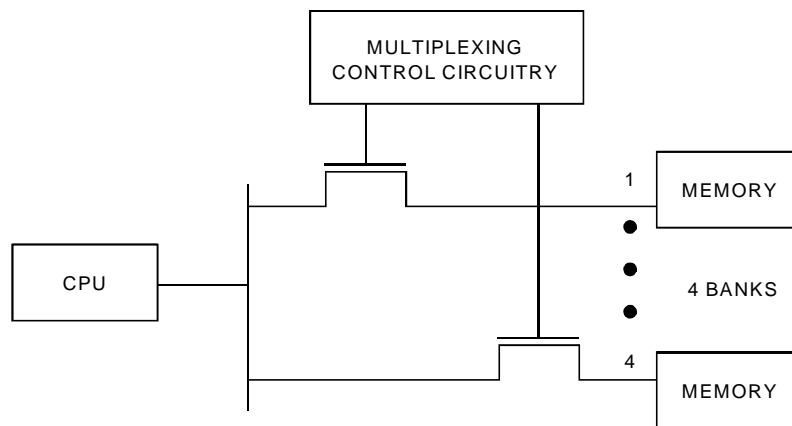 MULTIPLEXING
CONTROL CIRCUITRY
1
MEMORY
CPU
4 BANKS
4
MEMORY